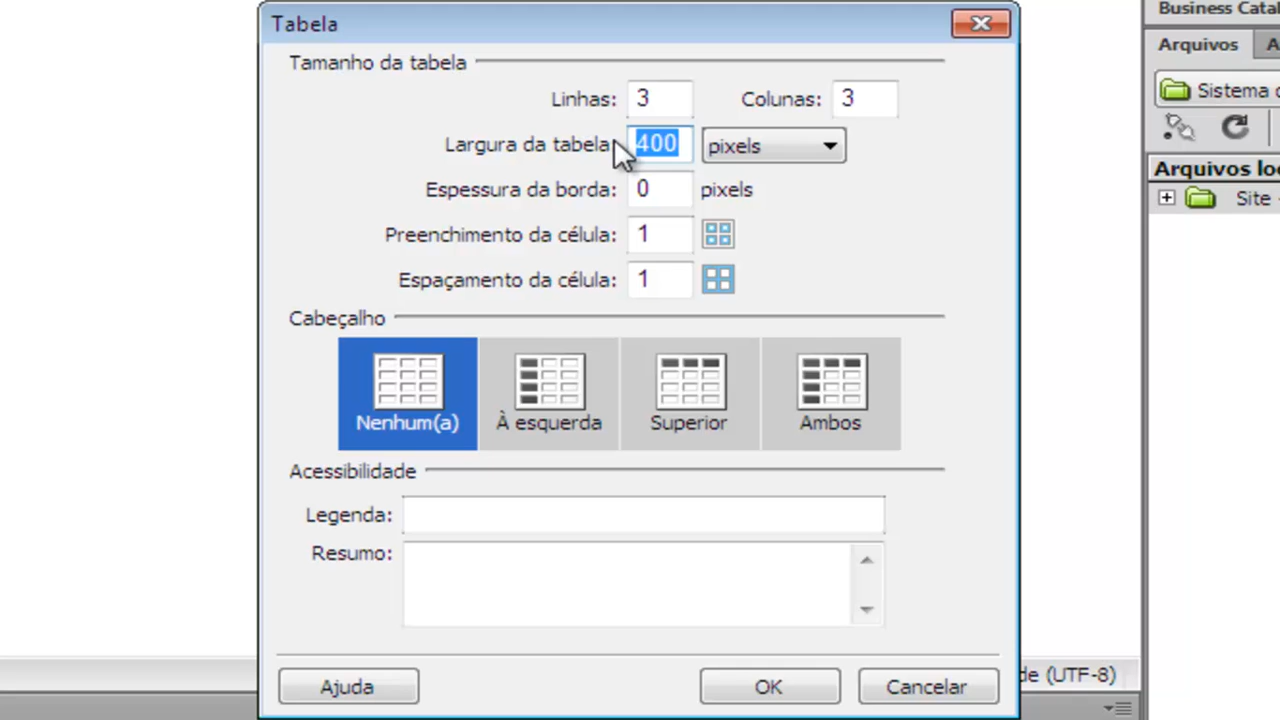 Tabela
Business Catal
Arquivos
Tamanho da tabela
Linhas: 3 Colunas: 3
Sistema
Largura da tabela: 400 pixels
Arquivos
Espessura da borda: 0 pixels
Site
Preenchimento da célula: 1
Espaçamento da célula: 1
Cabeçalho
Nenhum(a) À esquerda Superior Ambos
Acessibilidade
Legenda:
Resumo:
Ajuda OK Cancelar
de (UTF-8)